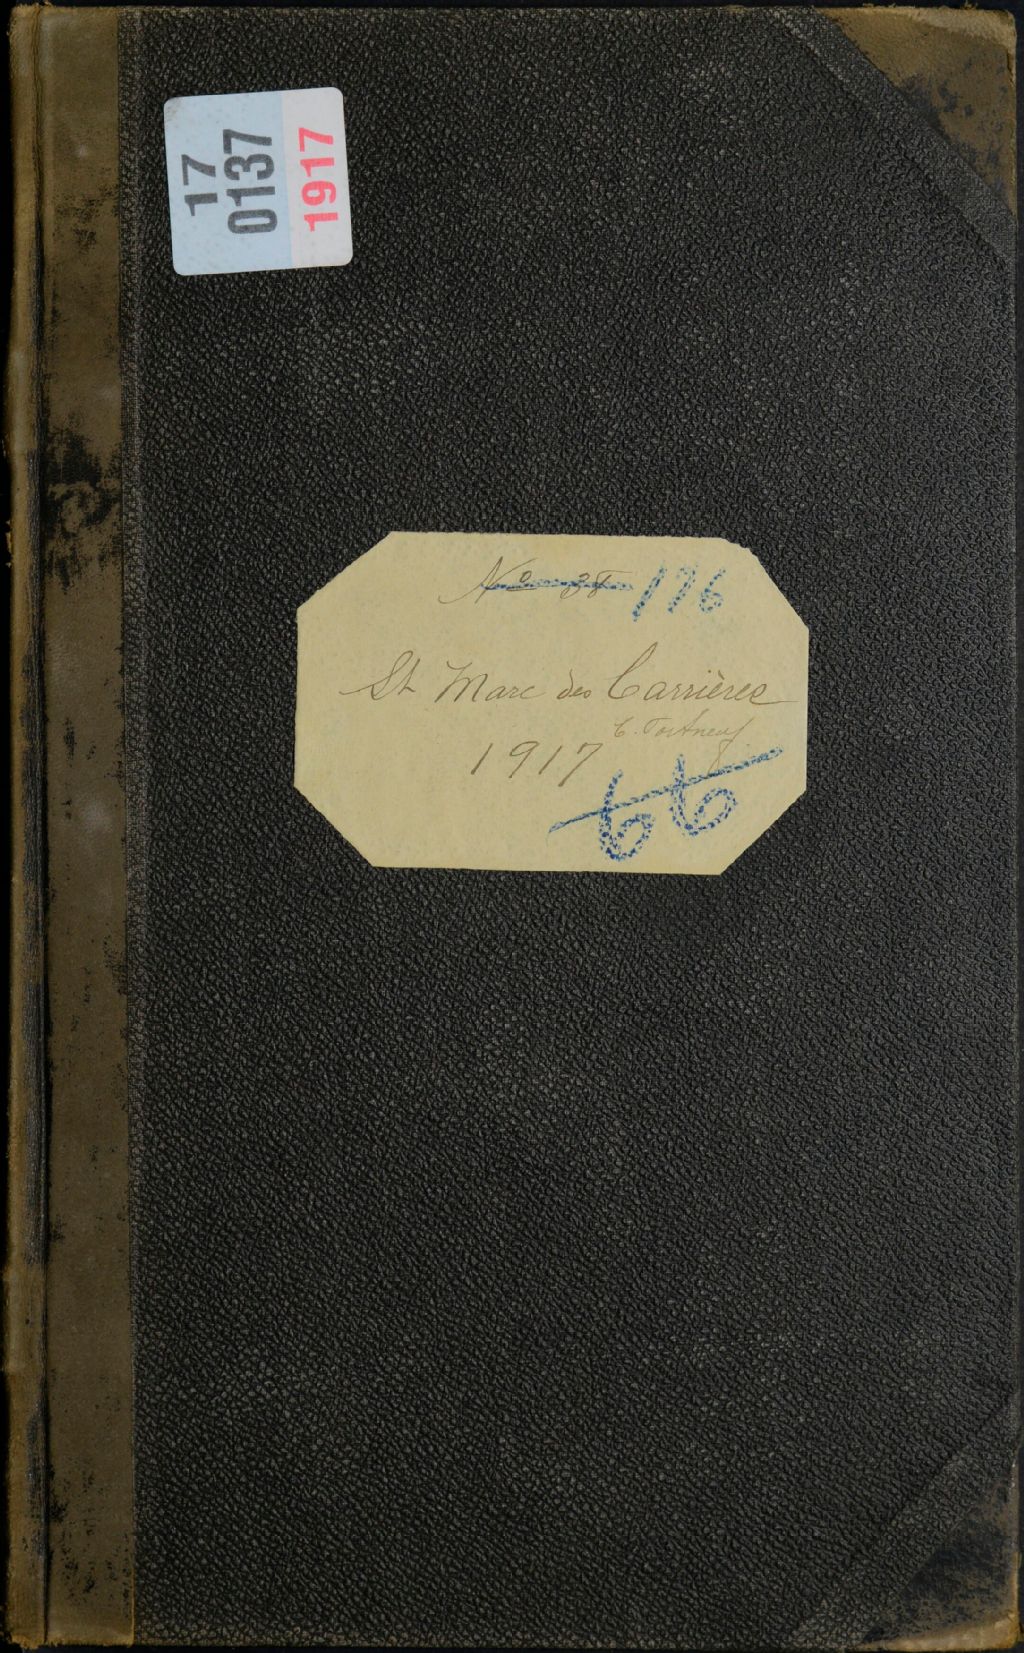 17
0137
1917
No 38 176
St Marc des Carrières
C. Portneuf
1917
66